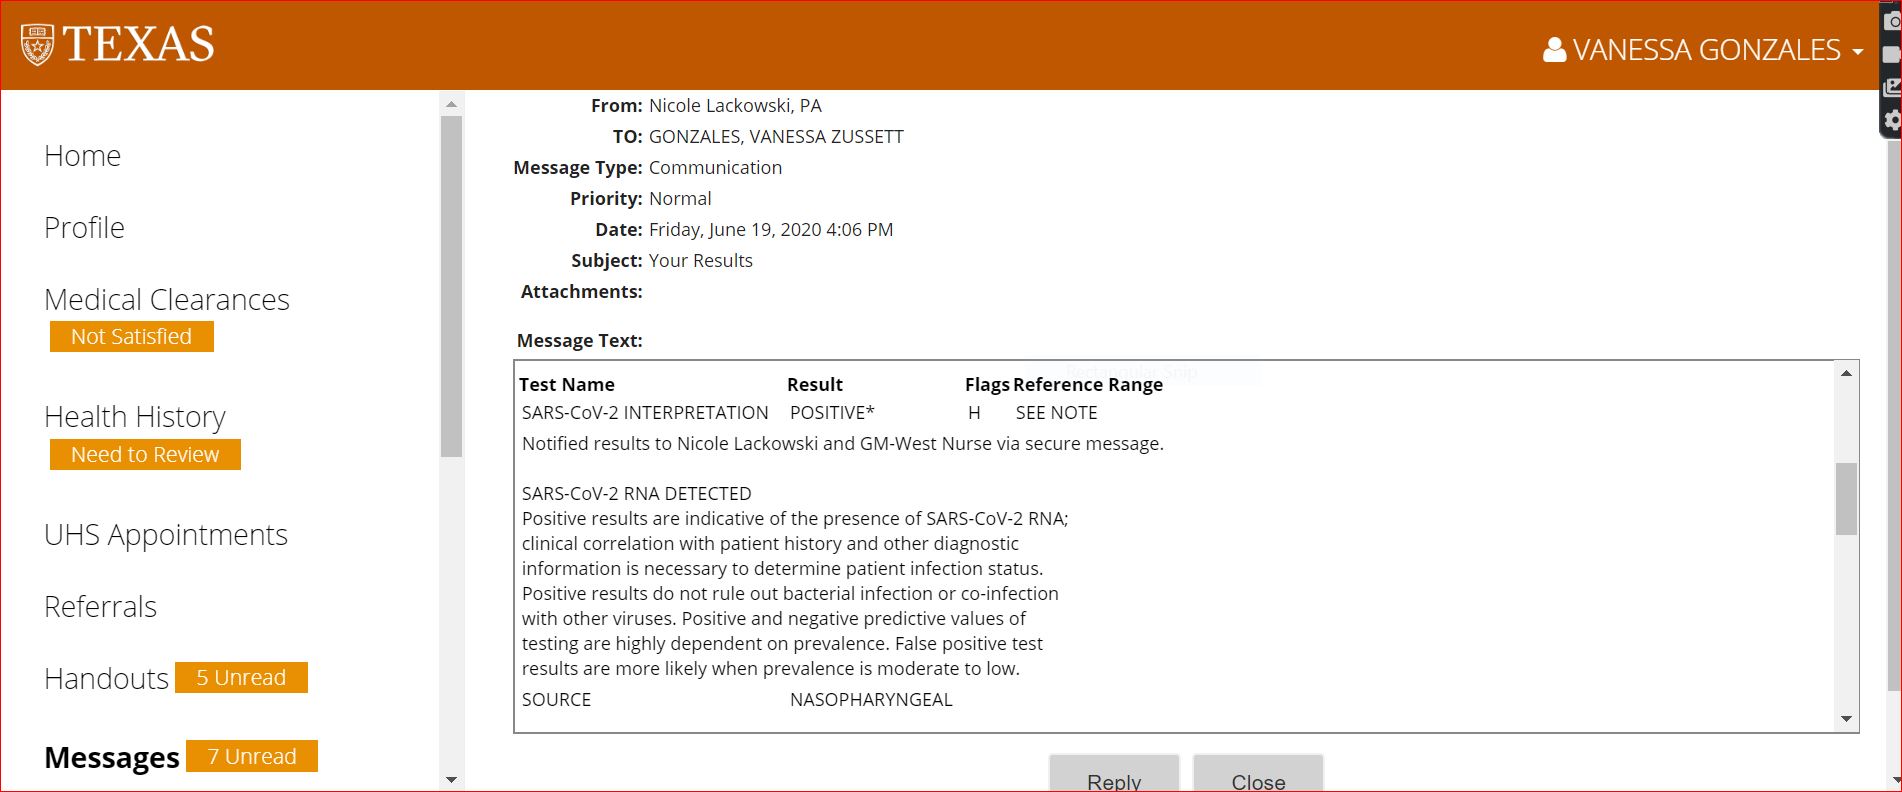 TEXAS
VANESSA GONZALES
Home
Profile
Medical Clearances
Not Satisfied
Health History
Need to Review
UHS Appointments
Referrals
Handouts 5 Unread
Messages 7 Unread
From: Nicole Lackowski, PA
TO: GONZALES, VANESSA ZUSSETT
Message Type: Communication
Priority: Normal
Date: Friday, June 19, 2020 4:06 PM
Subject: Your Results
Attachments:
Message Text:
Rectangular Snip
Test Name Result Flags Reference Range
SARS-CoV-2 INTERPRETATION POSITIVE* H SEE NOTE
Notified results to Nicole Lackowski and GM-West Nurse via secure message.
SARS-CoV-2 RNA DETECTED
Positive results are indicative of the presence of SARS-CoV-2 RNA;
clinical correlation with patient history and other diagnostic
information is necessary to determine patient infection status.
Positive results do not rule out bacterial infection or co-infection
with other viruses. Positive and negative predictive values of
testing are highly dependent on prevalence. False positive test
results are more likely when prevalence is moderate to low.
SOURCE NASOPHARYNGEAL
Reply Close